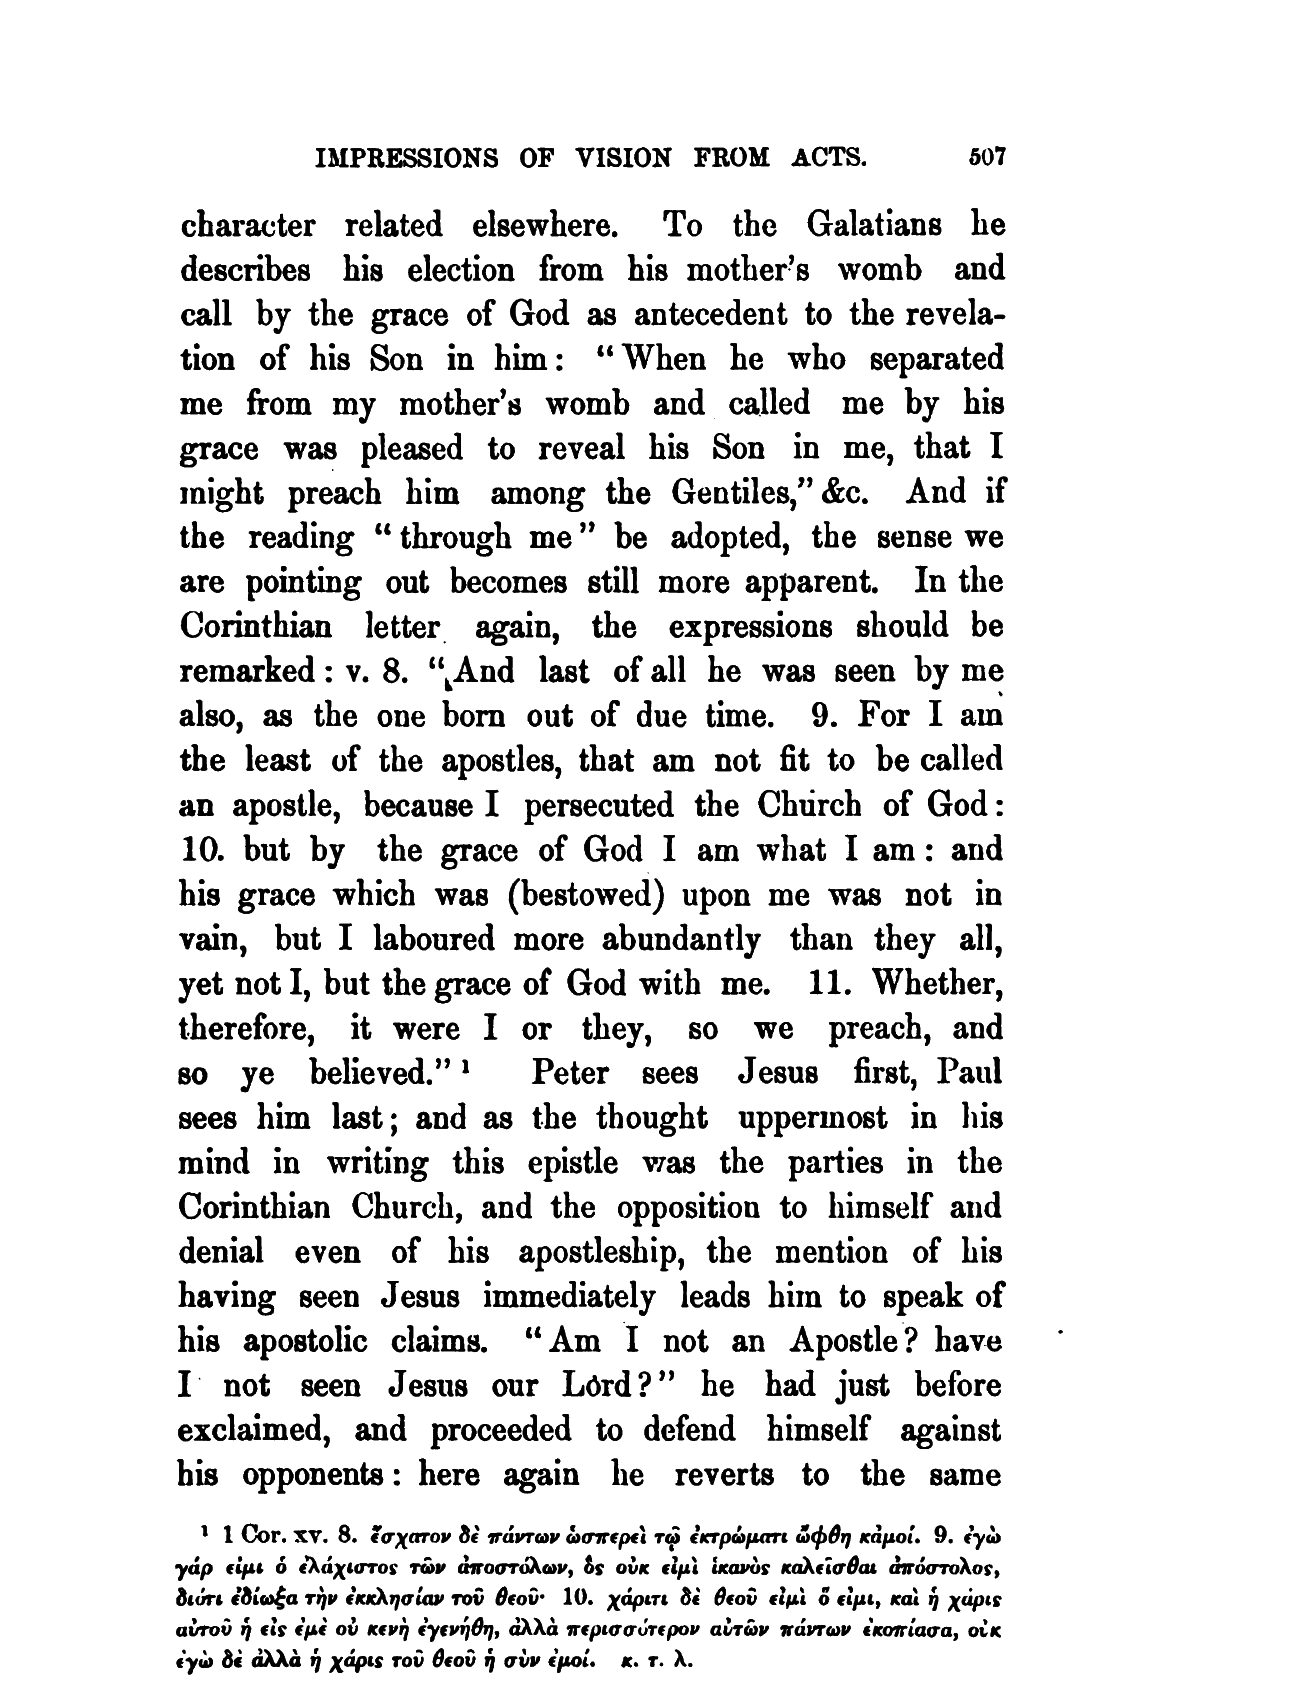 IMPRESSIONS OF VISION FROM ACTS. 507
character related elsewhere. To the Galatians he
describes his election from his mother's womb and
call by the grace of God as antecedent to the revela-
tion of his Son in him: "When he who separated
me from my mother's womb and called me by his
grace was pleased to reveal his Son in me, that I
might preach him among the Gentiles," &c. And if
the reading "through me" be adopted, the sense we
are pointing out becomes still more apparent. In the
Corinthian letter again, the expressions should be
remarked: v. 8. "And last of all he was seen by me
also, as the one born out of due time. 9. For I am
the least of the apostles, that am not fit to be called
an apostle, because I persecuted the Church of God:
10. but by the grace of God I am what I am: and
his grace which was (bestowed) upon me was not in
vain, but I laboured more abundantly than they all,
yet not I, but the grace of God with me. 11. Whether,
therefore, it were I or they, so we preach, and
so ye believed." ¹ Peter sees Jesus first, Paul
sees him last; and as the thought uppermost in his
mind in writing this epistle was the parties in the
Corinthian Church, and the opposition to himself and
denial even of his apostleship, the mention of his
having seen Jesus immediately leads him to speak of
his apostolic claims. "Am I not an Apostle? have
I not seen Jesus our Lord?" he had just before
exclaimed, and proceeded to defend himself against
his opponents: here again he reverts to the same
¹ 1 Cor. xv. 8. ἔσχατον δὲ πάντων ὡσπερεὶ τῷ ἐκτρώματι ὤφθη κἀμοί. 9. ἐγὼ
γάρ εἰμι ὁ ἐλάχιστος τῶν ἀποστόλων, ὃς οὐκ εἰμὶ ἱκανὸς καλεῖσθαι ἀπόστολος,
διότι ἐδίωξα τὴν ἐκκλησίαν τοῦ θεοῦ· 10. χάριτι δὲ θεοῦ εἰμὶ ὅ εἰμι, καὶ ἡ χάρις
αὐτοῦ ἡ εἰς ἐμὲ οὐ κενὴ ἐγενήθη, ἀλλὰ περισσότερον αὐτῶν πάντων ἐκοπίασα, οὐκ
ἐγὼ δὲ ἀλλὰ ἡ χάρις τοῦ θεοῦ ἡ σὺν ἐμοί. κ. τ. λ.